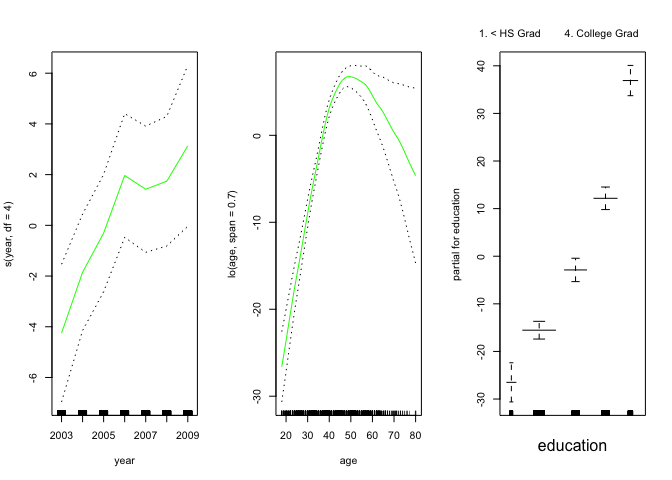 1. < HS Grad 4. College Grad
s(year, df = 4)
6
4
2
0
-2
-4
-6
2003 2005 2007 2009
year
lo(age, span = 0.7)
0
-10
-20
-30
20 30 40 50 60 70 80
age
partial for education
40
30
20
10
0
-10
-20
-30
education